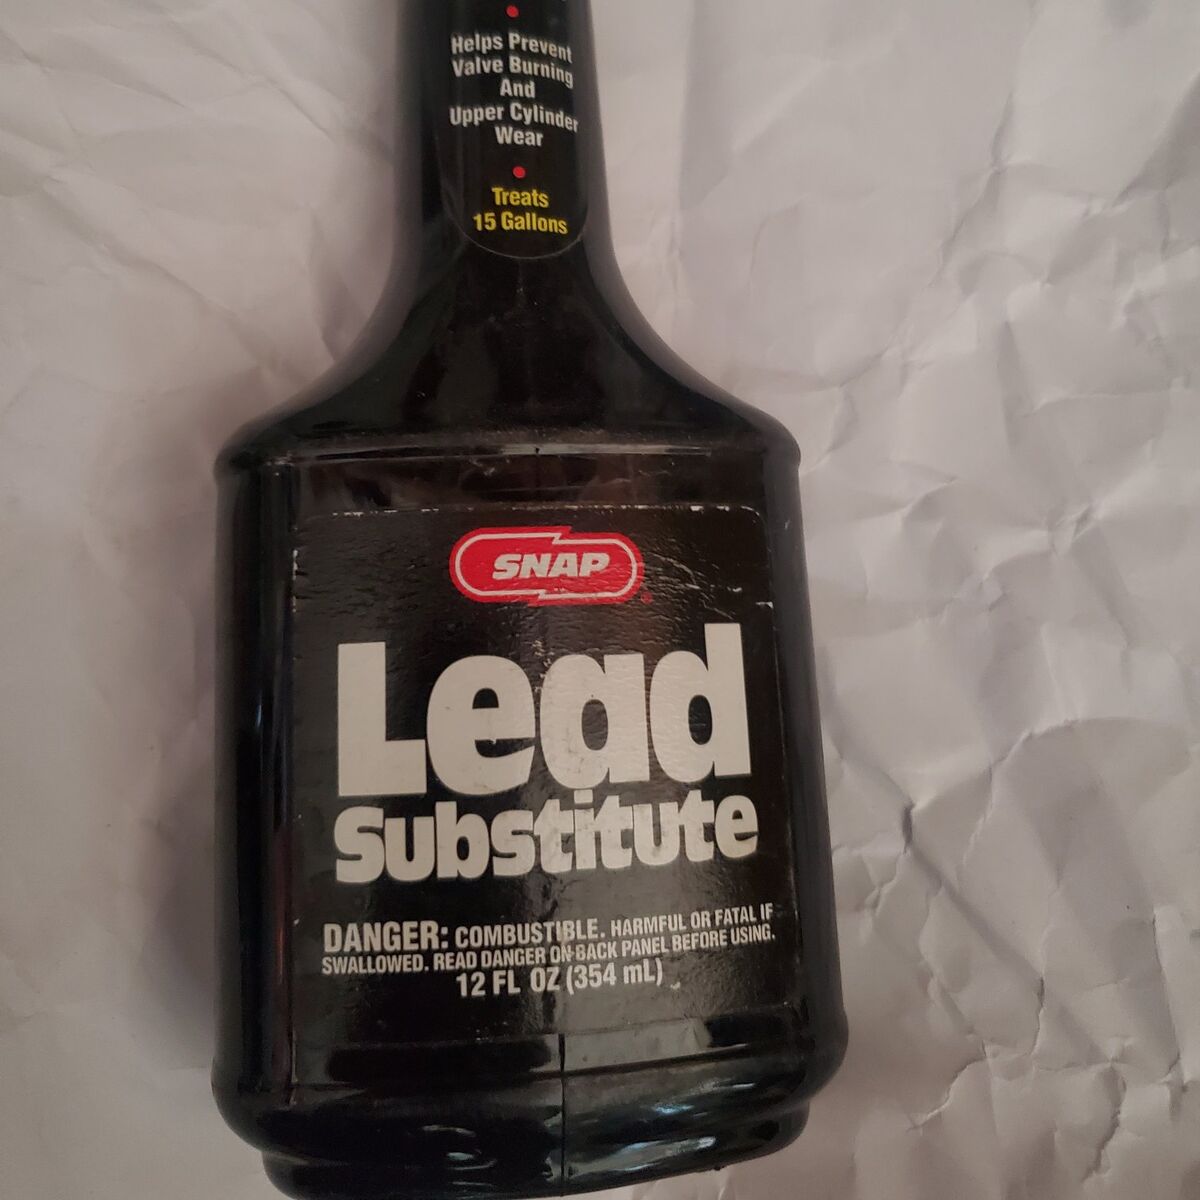 Helps Prevent
Valve Burning
And
Upper Cylinder
Wear
Treats
15 Gallons
SNAP
Lead
Substitute
DANGER: COMBUSTIBLE. HARMFUL OR FATAL IF
SWALLOWED. READ DANGER ON BACK PANEL BEFORE USING.
12 FL OZ (354 mL)